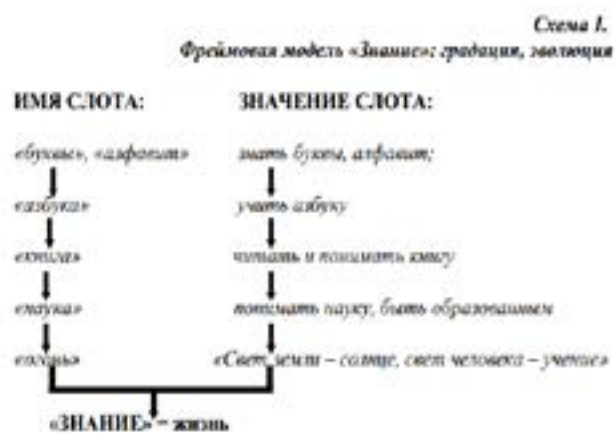 Схема 1.
Фреймовая модель «Знание»: градация, эволюция
ИМЯ СЛОТА: ЗНАЧЕНИЕ СЛОТА:
«буквы», «алфавит» знать буквы, алфавит;
«азбука» учить азбуку
«книга» читать и понимать книгу
«наука» понимать науку, быть образованным
«огонь» «Свет земли – солнце, свет человека – учение»
«ЗНАНИЕ» – жизнь